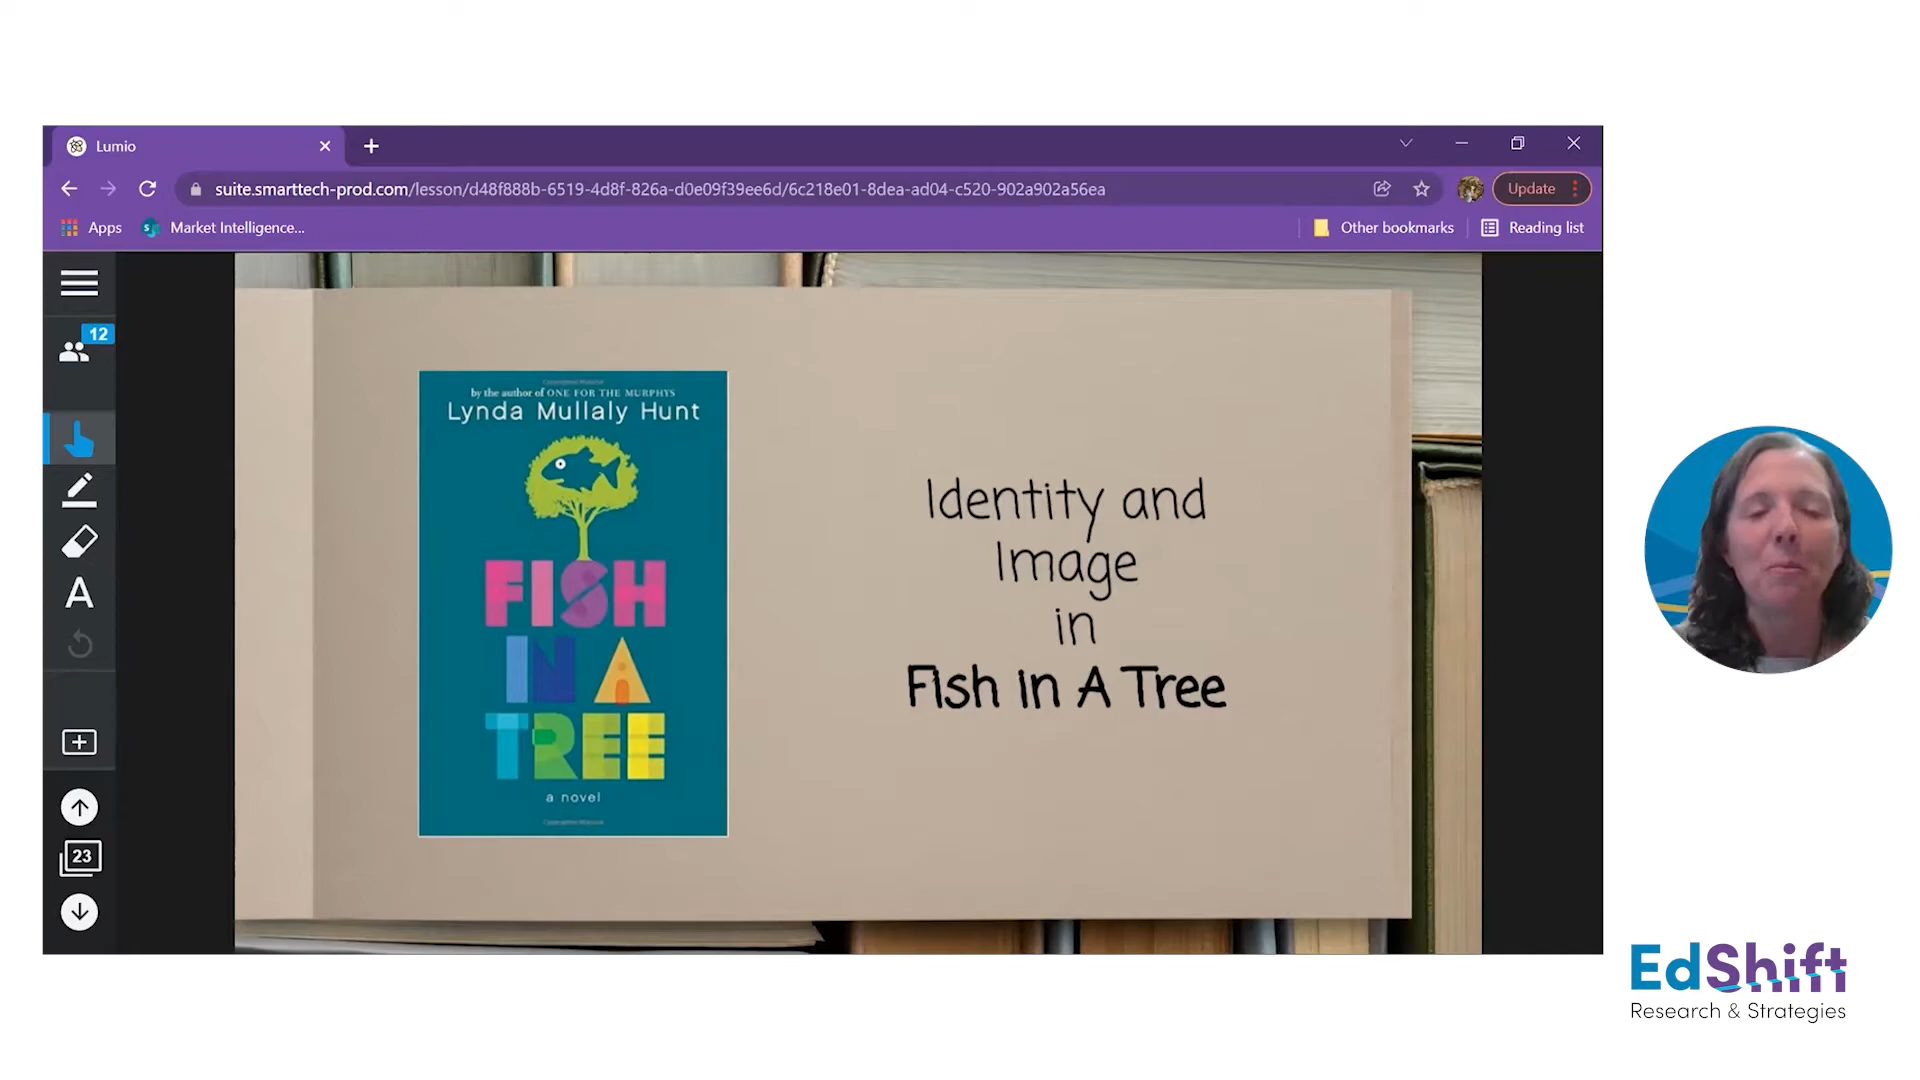 Lumio
suite.smarttech-prod.com/lesson/d48f888b-6519-4d8f-826a-d0e09f39ee6d/6c218e01-8dea-ad04-c520-902a902a56ea
Update
Apps
Market Intelligence...
Other bookmarks
Reading list
12
A
23
by the author of ONE FOR THE MURPHYS
Lynda Mullaly Hunt
FISH
IN A
TREE
a novel
Identity and
Image
in
Fish in A Tree
EdShift
Research & Strategies